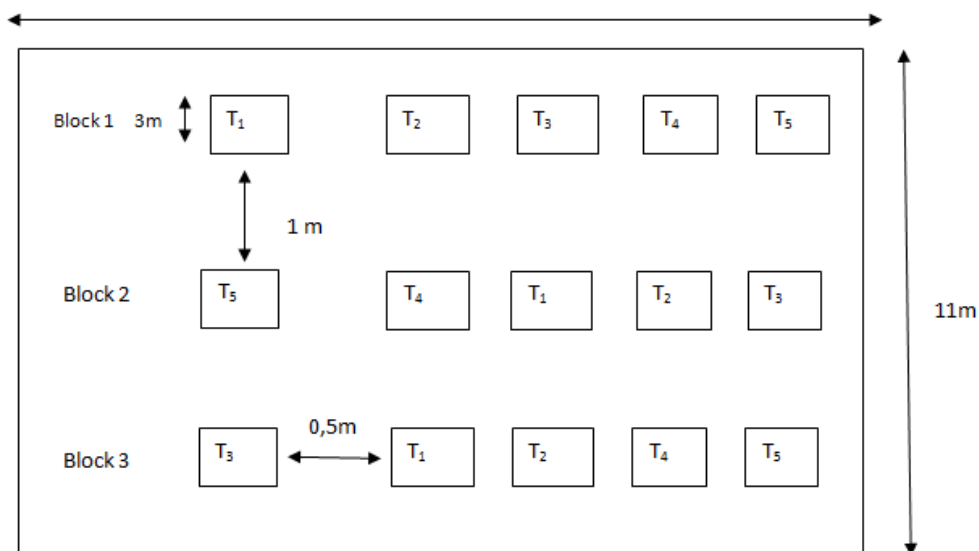 Block 1 3m T₁ T₂ T₃ T₄ T₅
1 m
Block 2 T₅ T₄ T₁ T₂ T₃
11m
0,5m
Block 3 T₃ T₁ T₂ T₄ T₅